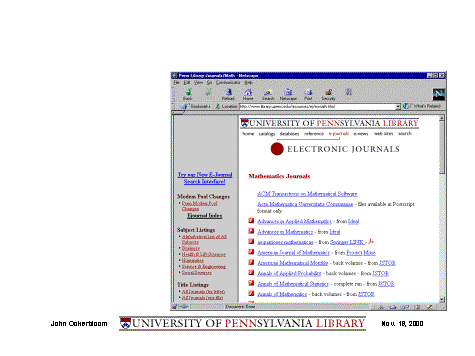 Penn Library Journals/Math - Netscape
File Edit View Go Communicator Help
Back Reload Home Search Netscape Print Security
Bookmarks Location http://www.library.upenn.edu/resources/ej/xej-math.html What's Related
UNIVERSITY OF PENNSYLVANIA LIBRARY
home catalogs databases reference e-journals e-news web sites search
ELECTRONIC JOURNALS
Try our New E-Journal
Search Interface!
Modem Pool Changes
Penn Modem Pool
Changes
EJournal Index
Subject Listings
Alphabetical List of All
Subjects
Business
Health & Life Sciences
Humanities
Science & Engineering
Social Sciences
Title Listings
All Journals (by letter)
All Journals (one file)
Mathematics Journals
ACM Transactions on Mathematical Software
Acta Mathematica Universitatis Comenianae - files available in Postscript
format only
Advances in Applied Mathematics - from Ideal
Advances in Mathematics - from Ideal
aequationes mathematicae - from Springer LINK -
American Journal of Mathematics - from Project Muse
American Mathematical Monthly - back volumes - from JSTOR
Annals of Applied Probability - back volumes - from JSTOR
Annals of Mathematical Statistics - complete run - from JSTOR
Annals of Mathematics - back volumes - from JSTOR
Document: Done
John Ockerbloom UNIVERSITY OF PENNSYLVANIA LIBRARY Nov. 19, 2000